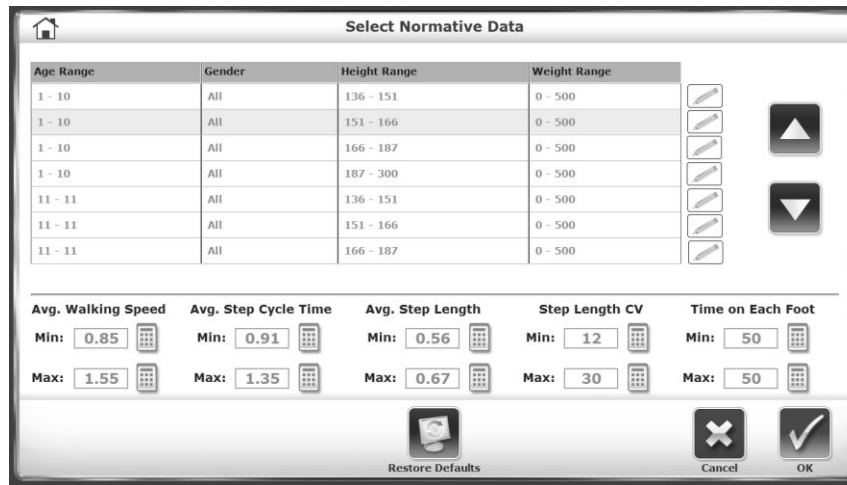 Select Normative Data
Age Range Gender Height Range Weight Range
1 - 10 All 136 - 151 0 - 500
1 - 10 All 151 - 166 0 - 500
1 - 10 All 166 - 187 0 - 500
1 - 10 All 187 - 300 0 - 500
11 - 11 All 136 - 151 0 - 500
11 - 11 All 151 - 166 0 - 500
11 - 11 All 166 - 187 0 - 500
Avg. Walking Speed Avg. Step Cycle Time Avg. Step Length Step Length CV Time on Each Foot
Min: 0.85 Min: 0.91 Min: 0.56 Min: 12 Min: 50
Max: 1.55 Max: 1.35 Max: 0.67 Max: 30 Max: 50
Restore Defaults Cancel OK